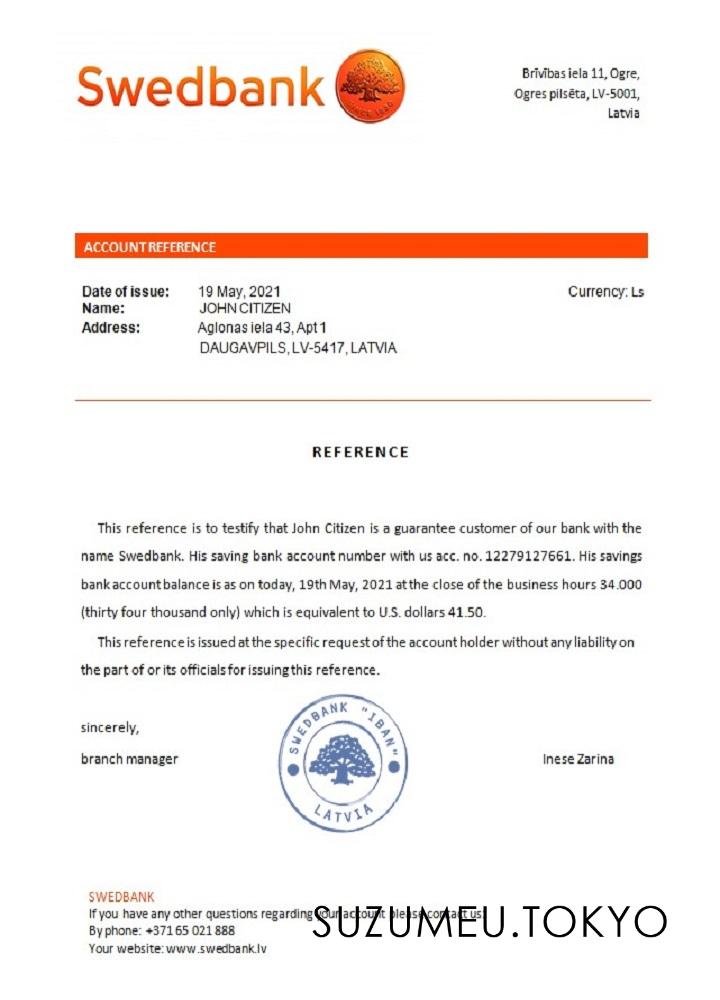 Swedbank
SINCE 1820
Brīvības iela 11, Ogre,
Ogres pilsēta, LV-5001,
Latvia
ACCOUNT REFERENCE
Date of issue: 19 May, 2021
Currency: Ls
Name: JOHN CITIZEN
Address: Aglonas iela 43, Apt 1
DAUGAVPILS, LV-5417, LATVIA
REFERENCE
This reference is to testify that John Citizen is a guarantee customer of our bank with the
name Swedbank. His saving bank account number with us acc. no. 12279127661. His savings
bank account balance is as on today, 19th May, 2021 at the close of the business hours 34.000
(thirty four thousand only) which is equivalent to U.S. dollars 41.50.
This reference is issued at the specific request of the account holder without any liability on
the part of or its officials for issuing this reference.
sincerely,
branch manager
SWEDBANK "IBAN"
LATVIA
Inese Zarina
SWEDBANK
If you have any other questions regarding your account please contact us:
By phone: +371 65 021 888
Your website: www.swedbank.lv
SUZUMEU.TOKYO